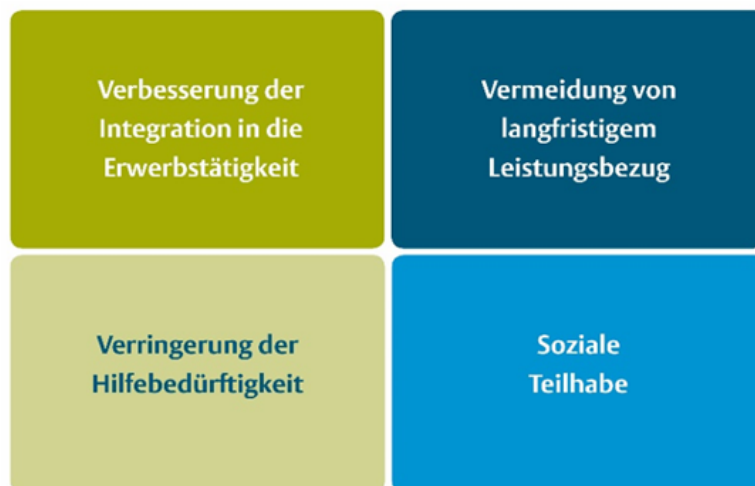 Verbesserung der
Integration in die
Erwerbstätigkeit
Vermeidung von
langfristigem
Leistungsbezug
Verringerung der
Hilfebedürftigkeit
Soziale
Teilhabe